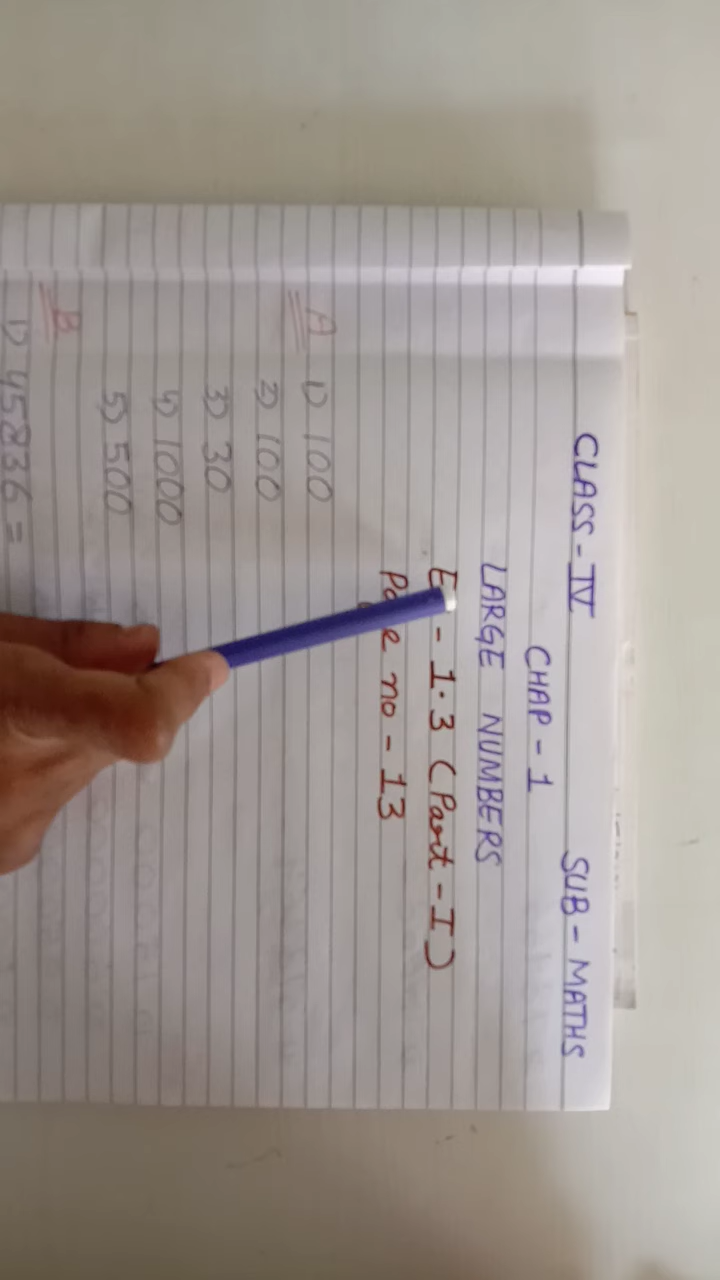 CLASS - IV SUB - MATHS
CHAP - 1
LARGE NUMBERS
- 1.3 (Part - I)
no - 13
A 1) 100
2) 100
3) 30
4) 1000
5) 500
B
1) 45836 =